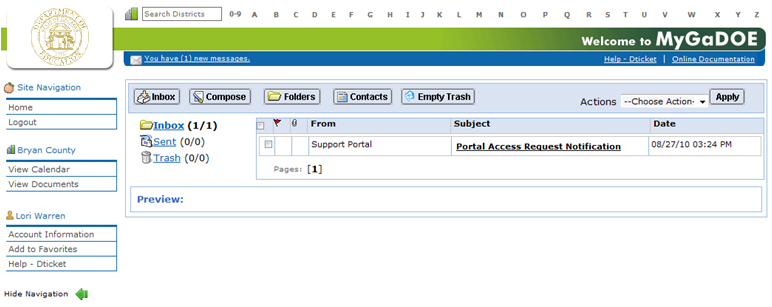 Search Districts 0-9 A B C D E F G H I J K L M N O P Q R S T U V W X Y Z
DEPARTMENT OF
EDUCATION
Welcome to MyGaDOE
You have (1) new messages.
Help - Dticket | Online Documentation
Site Navigation
Home
Logout
Bryan County
View Calendar
View Documents
Lori Warren
Account Information
Add to Favorites
Help - Dticket
Hide Navigation
Inbox Compose Folders Contacts Empty Trash Actions --Choose Action- Apply
Inbox (1/1)
Sent (0/0)
Trash (0/0)
From Subject Date
Support Portal Portal Access Request Notification 08/27/10 03:24 PM
Pages: [1]
Preview: